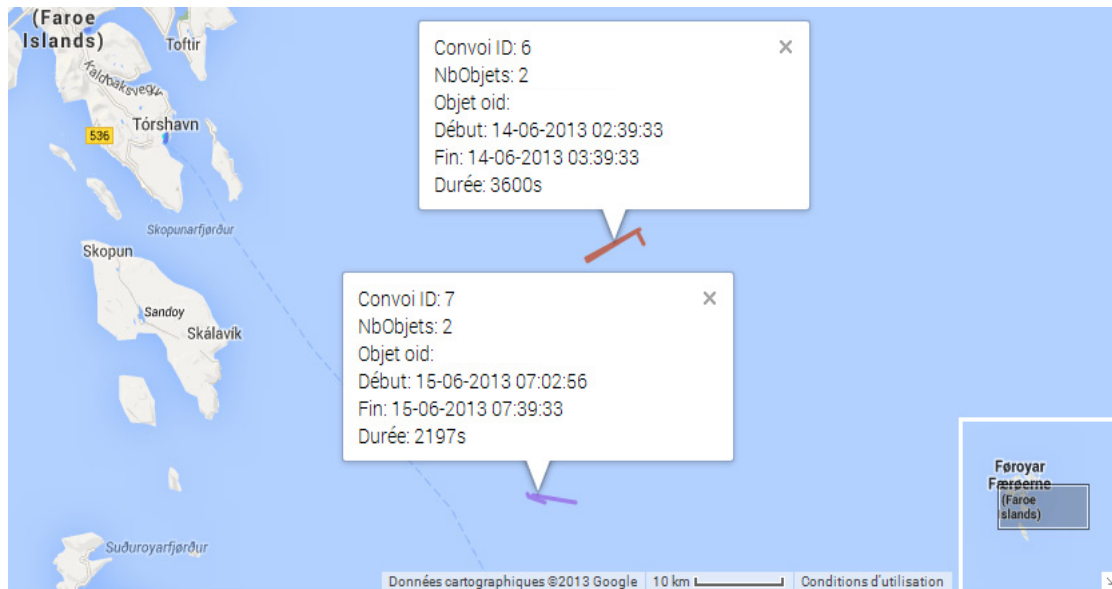 (Faroe
Islands)
Toftir
Kaldbaksvegur
Tórshavn
536
Skopunarfjørður
Skopun
Sandoy
Skálavík
Suðuroyarfjørður
Convoi ID: 6
NbObjets: 2
Objet oid:
Début: 14-06-2013 02:39:33
Fin: 14-06-2013 03:39:33
Durée: 3600s
Convoi ID: 7
NbObjets: 2
Objet oid:
Début: 15-06-2013 07:02:56
Fin: 15-06-2013 07:39:33
Durée: 2197s
Føroyar
Færøerne
(Faroe
Islands)
Données cartographiques ©2013 Google
10 km
Conditions d'utilisation